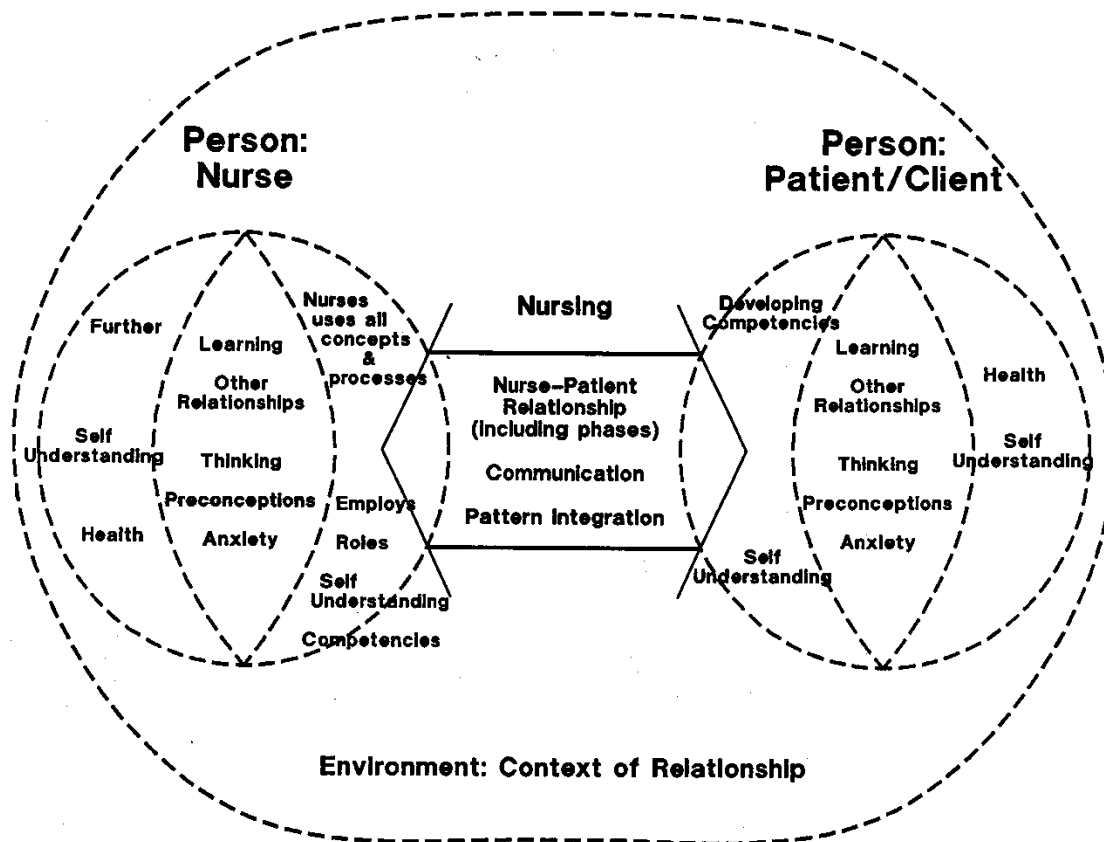 Person:
Nurse
Person:
Patient/Client
Further
Self
Understanding
Health
Learning
Other
Relationships
Thinking
Preconceptions
Anxiety
Nurses
uses all
concepts
&
processes
Employs
Roles
Self
Understanding
Competencies
Nursing
Nurse-Patient
Relationship
(including phases)
Communication
Pattern Integration
Developing
Competencies
Self
Understanding
Learning
Other
Relationships
Thinking
Preconceptions
Anxiety
Health
Self
Understanding
Environment: Context of Relationship